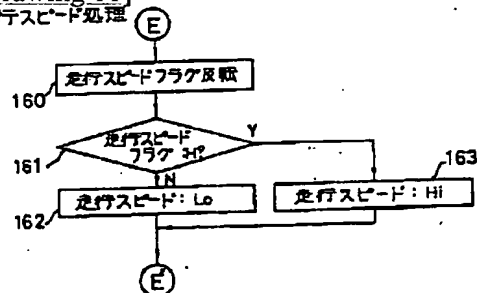 行スピード処理
E
走行スピードフラグ反転
160
走行スピード
フラグ Hi?
Y
161
N
163
走行スピード:Lo
走行スピード:Hi
162
E'